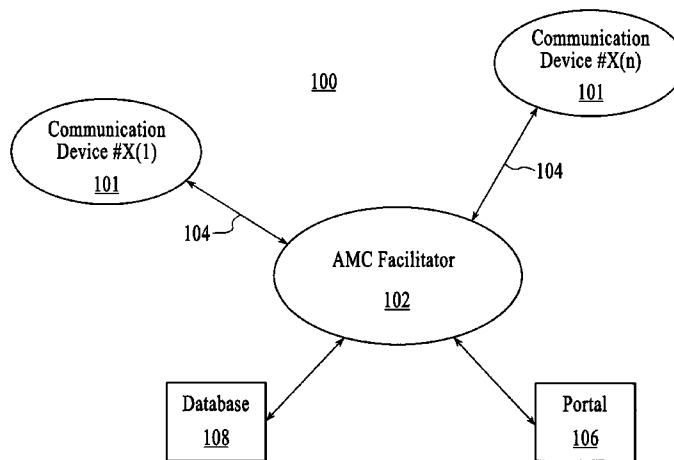 Communication
Device #X(n)
101
100
Communication
Device #X(1)
101
104
104
AMC Facilitator
102
Database
108
Portal
106